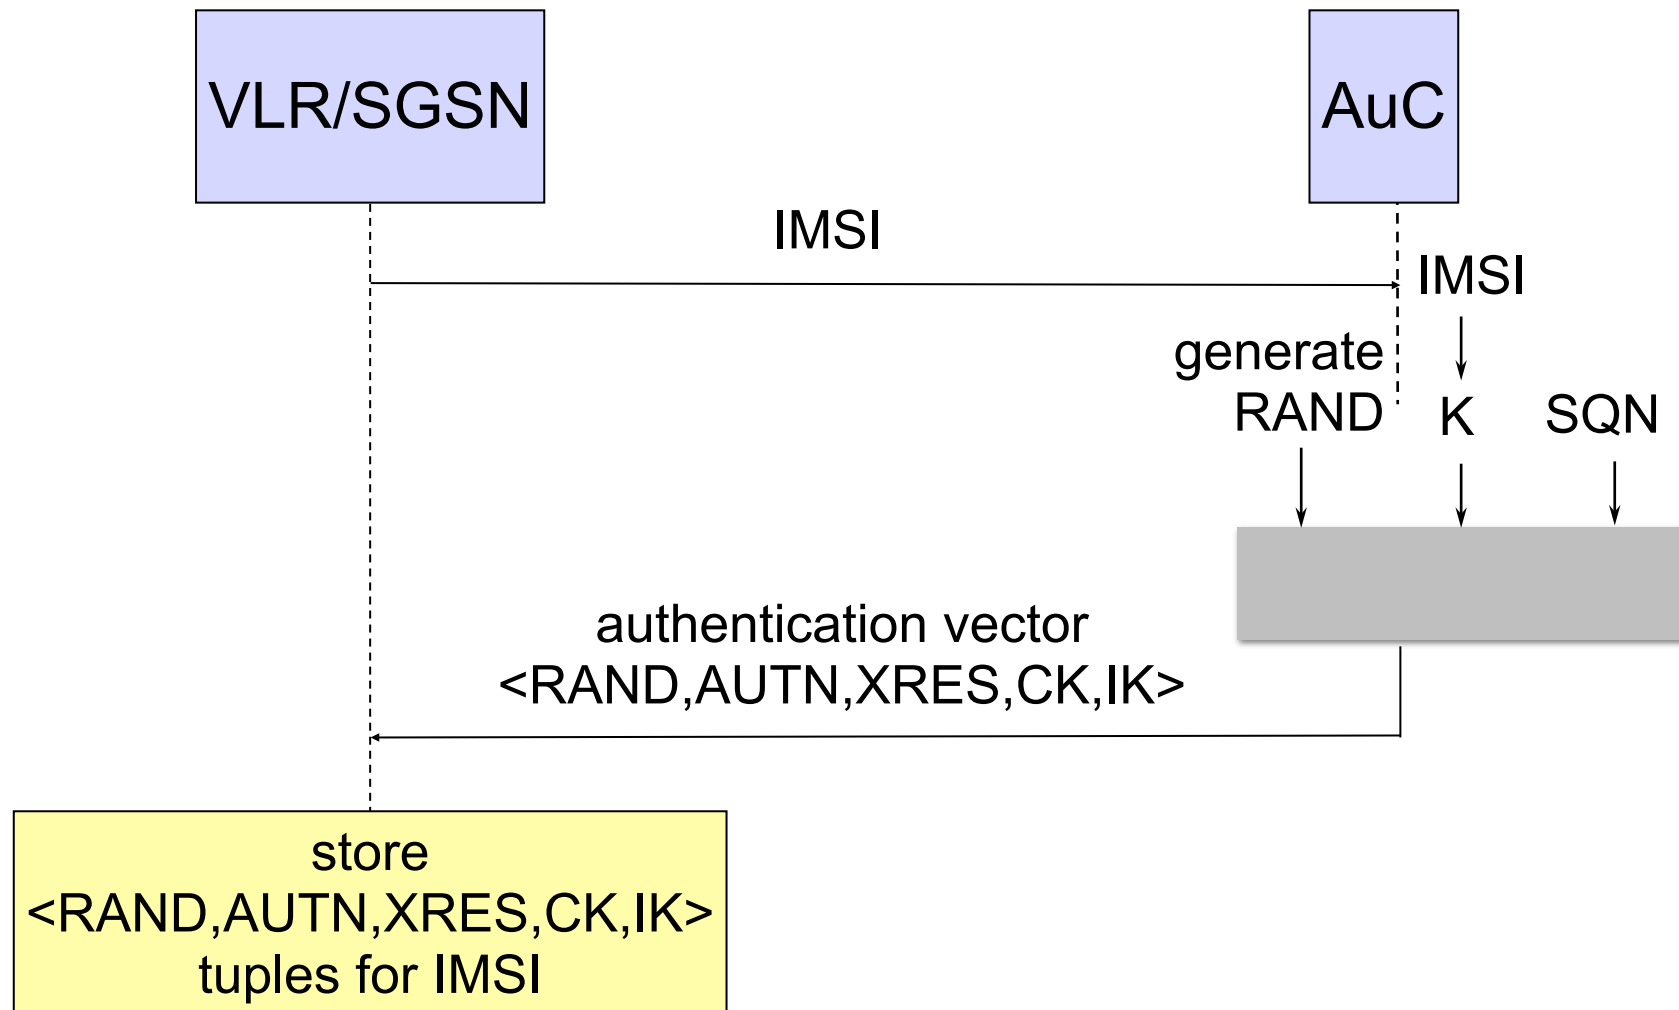 VLR/SGSN
AuC
IMSI
IMSI
generate
RAND
K
SQN
authentication vector
<RAND,AUTN,XRES,CK,IK>
store
<RAND,AUTN,XRES,CK,IK>
tuples for IMSI